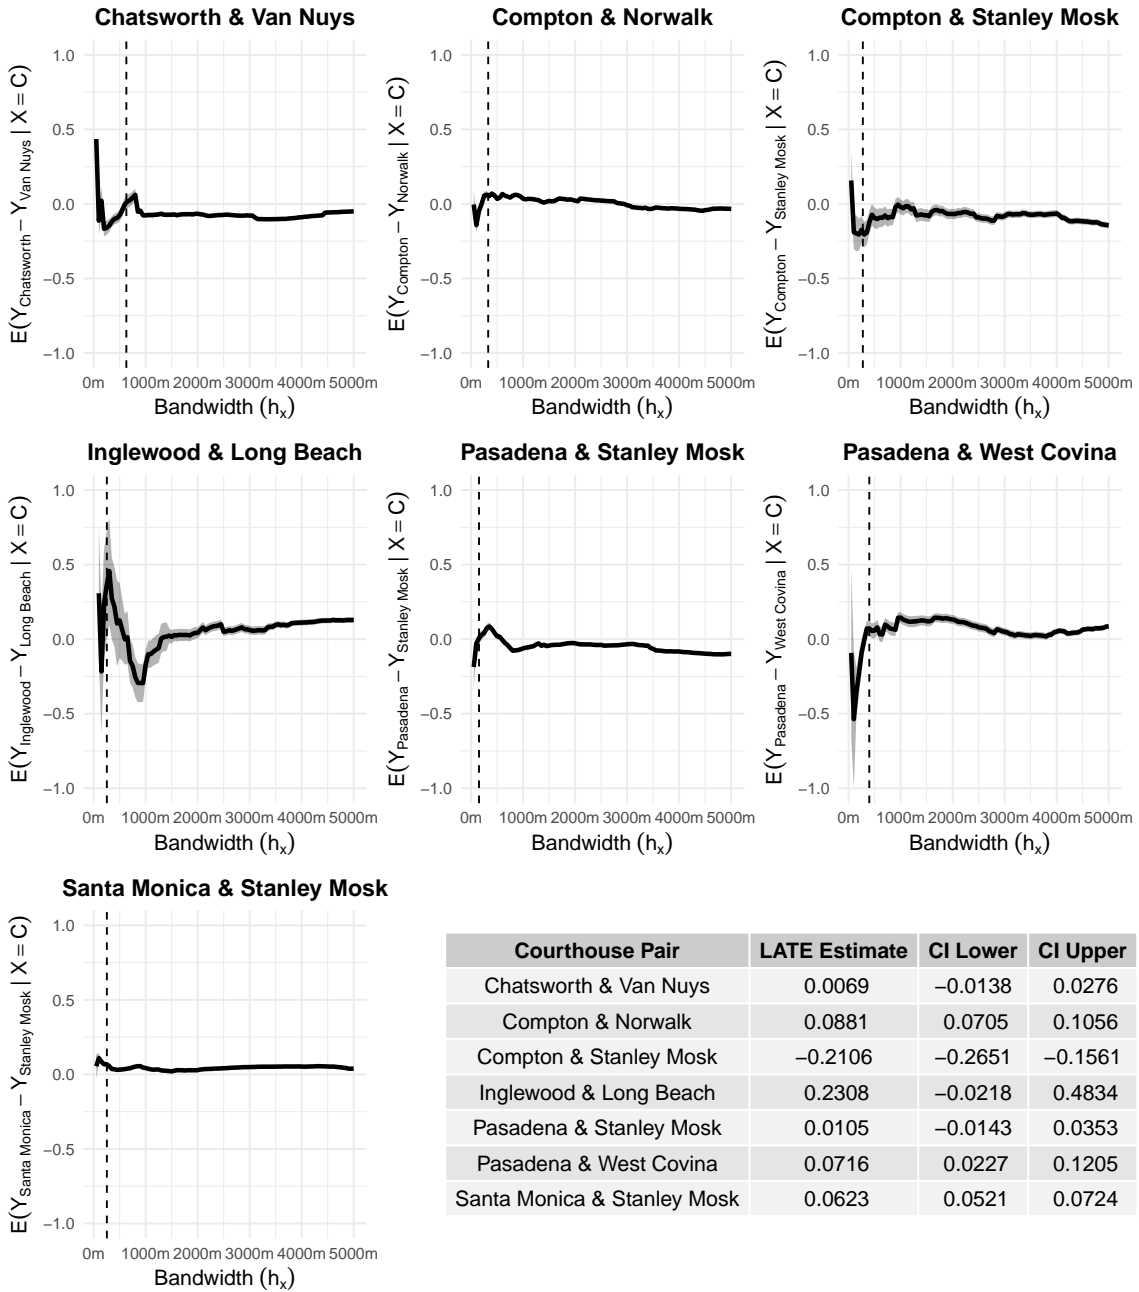 Chatsworth & Van Nuys
E(Y_Chatsworth − Y_Van Nuys | X = C)
1.0
0.5
0.0
−0.5
−1.0
0m 1000m 2000m 3000m 4000m 5000m
Bandwidth (h_x)
Compton & Norwalk
E(Y_Compton − Y_Norwalk | X = C)
1.0
0.5
0.0
−0.5
−1.0
0m 1000m 2000m 3000m 4000m 5000m
Bandwidth (h_x)
Compton & Stanley Mosk
E(Y_Compton − Y_Stanley Mosk | X = C)
1.0
0.5
0.0
−0.5
−1.0
0m 1000m 2000m 3000m 4000m 5000m
Bandwidth (h_x)
Inglewood & Long Beach
E(Y_Inglewood − Y_Long Beach | X = C)
1.0
0.5
0.0
−0.5
−1.0
0m 1000m 2000m 3000m 4000m 5000m
Bandwidth (h_x)
Pasadena & Stanley Mosk
E(Y_Pasadena − Y_Stanley Mosk | X = C)
1.0
0.5
0.0
−0.5
−1.0
0m 1000m 2000m 3000m 4000m 5000m
Bandwidth (h_x)
Pasadena & West Covina
E(Y_Pasadena − Y_West Covina | X = C)
1.0
0.5
0.0
−0.5
−1.0
0m 1000m 2000m 3000m 4000m 5000m
Bandwidth (h_x)
Santa Monica & Stanley Mosk
E(Y_Santa Monica − Y_Stanley Mosk | X = C)
1.0
0.5
0.0
−0.5
−1.0
0m 1000m 2000m 3000m 4000m 5000m
Bandwidth (h_x)
Courthouse Pair LATE Estimate CI Lower CI Upper
Chatsworth & Van Nuys 0.0069 −0.0138 0.0276
Compton & Norwalk 0.0881 0.0705 0.1056
Compton & Stanley Mosk −0.2106 −0.2651 −0.1561
Inglewood & Long Beach 0.2308 −0.0218 0.4834
Pasadena & Stanley Mosk 0.0105 −0.0143 0.0353
Pasadena & West Covina 0.0716 0.0227 0.1205
Santa Monica & Stanley Mosk 0.0623 0.0521 0.0724